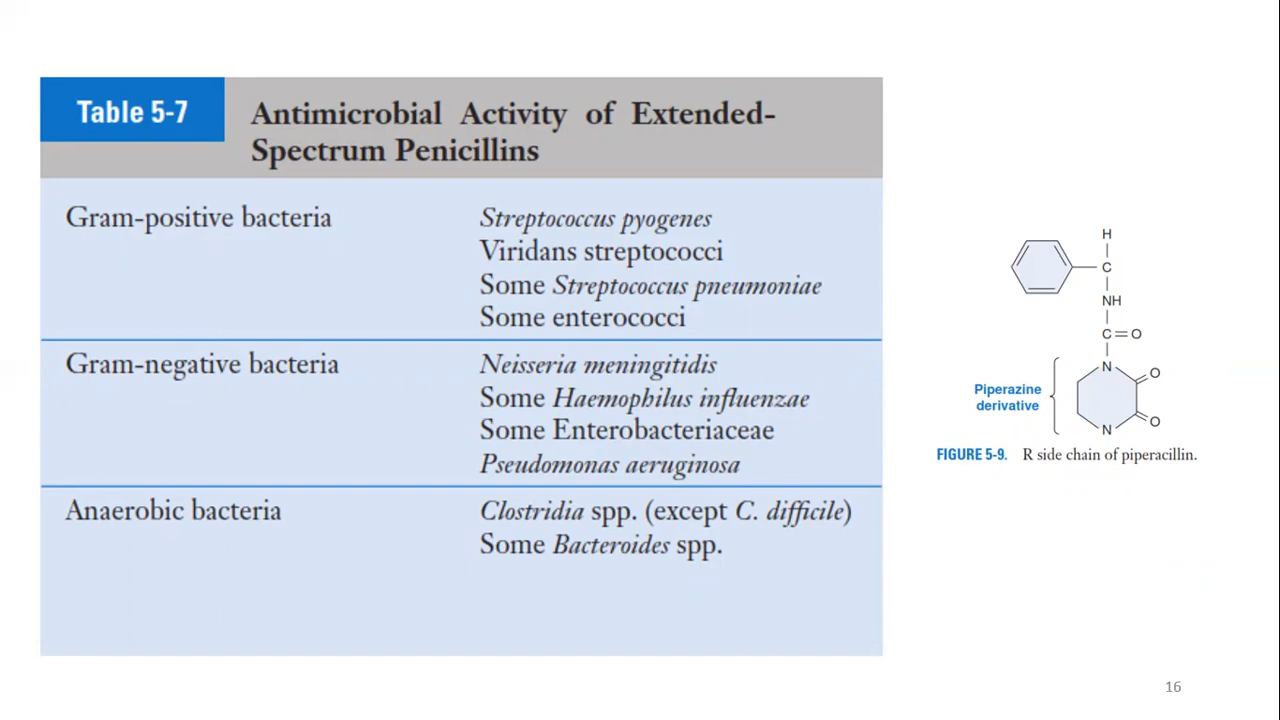 Table 5-7
Antimicrobial Activity of Extended-
Spectrum Penicillins
Gram-positive bacteria
Streptococcus pyogenes
Viridans streptococci
Some Streptococcus pneumoniae
Some enterococci
Gram-negative bacteria
Neisseria meningitidis
Some Haemophilus influenzae
Some Enterobacteriaceae
Pseudomonas aeruginosa
Anaerobic bacteria
Clostridia spp. (except C. difficile)
Some Bacteroides spp.
H
C
NH
C=O
N
O
Piperazine
derivative
O
N
FIGURE 5-9. R side chain of piperacillin.
16